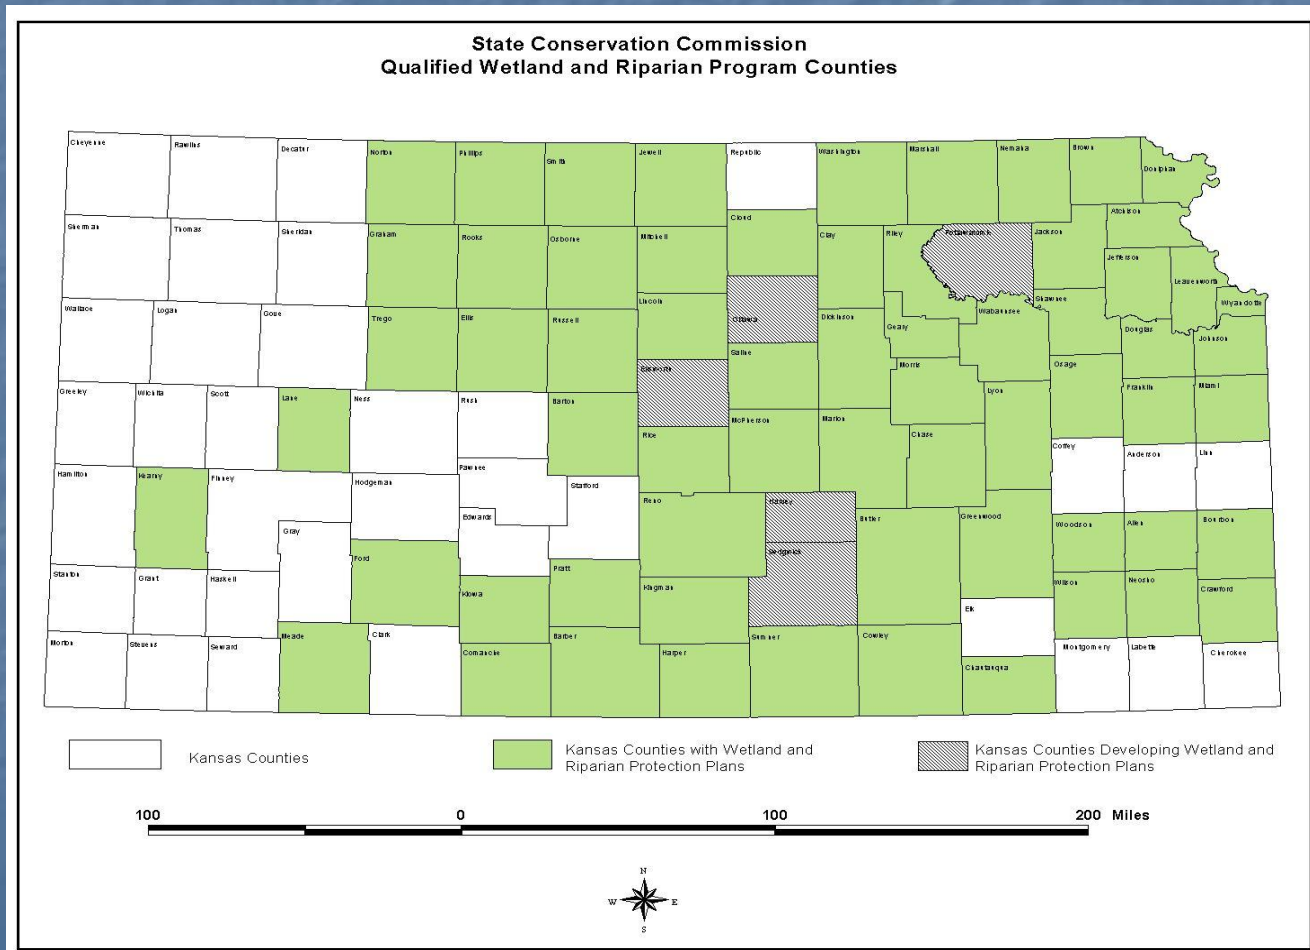 State Conservation Commission
Qualified Wetland and Riparian Program Counties
Cheyenne Rawlins Decatur Norton Phillips Smith Jewell Republic Washington Marshall Nemaha Brown Doniphan
Sherman Thomas Sheridan Graham Rooks Osborne Mitchell Cloud Clay Riley Pottawatomie Jackson Atchison
Jefferson Leavenworth Wyandotte
Wallace Logan Gove Trego Ellis Russell Lincoln Ottawa Dickinson Geary Wabaunsee Shawnee Douglas Johnson
Saline Morris Osage
Greeley Wichita Scott Lane Ness Rush Barton Ellsworth McPherson Marion Chase Lyon Franklin Miami
Rice Coffey Anderson Linn
Hamilton Kearny Finney Hodgeman Pawnee Stafford Reno Harvey
Gray Edwards Sedgwick Butler Greenwood Woodson Allen Bourbon
Stanton Grant Haskell Ford Kiowa Pratt Kingman Wilson Neosho Crawford
Elk
Morton Stevens Seward Meade Clark Comanche Barber Harper Sumner Cowley Chautauqua Montgomery Labette Cherokee
Kansas Counties
Kansas Counties with Wetland and
Riparian Protection Plans
Kansas Counties Developing Wetland and
Riparian Protection Plans
100 0 100 200 Miles
N
W E
S